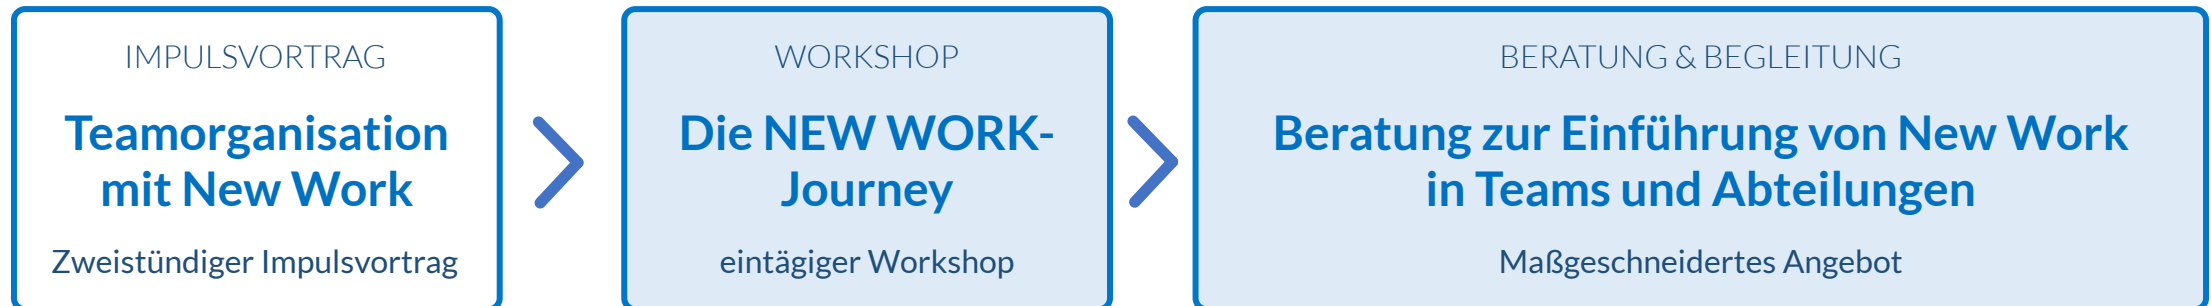 IMPULSVORTRAG
Teamorganisation
mit New Work
Zweistündiger Impulsvortrag
WORKSHOP
Die NEW WORK-
Journey
eintägiger Workshop
BERATUNG & BEGLEITUNG
Beratung zur Einführung von New Work
in Teams und Abteilungen
Maßgeschneidertes Angebot